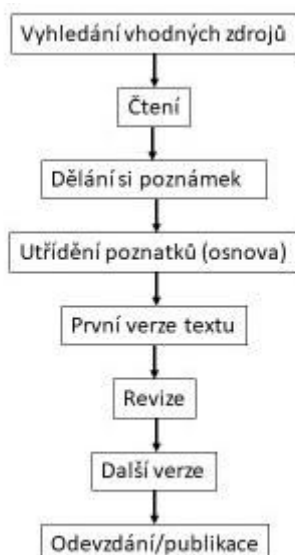 Vyhledání vhodných zdrojů
Čtení
Dělání si poznámek
Utřídění poznatků (osnova)
První verze textu
Revize
Další verze
Odevzdání/publikace